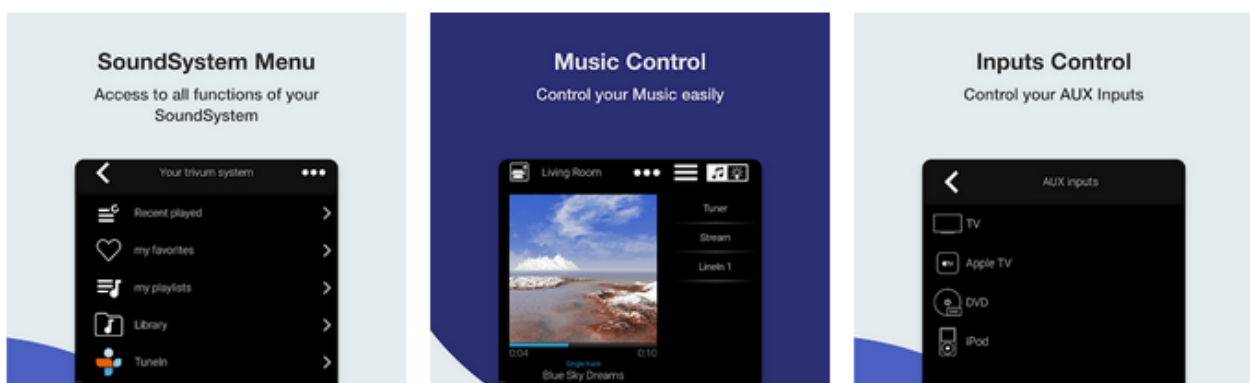 SoundSystem Menu
Access to all functions of your
SoundSystem
Your trivum system
Recent played
my favorites
my playlists
Library
TuneIn
Music Control
Control your Music easily
Living Room
Tuner
Stream
LineIn 1
0:04
0:10
Single track
Blue Sky Dreams
Inputs Control
Control your AUX Inputs
AUX inputs
TV
Apple TV
DVD
iPod